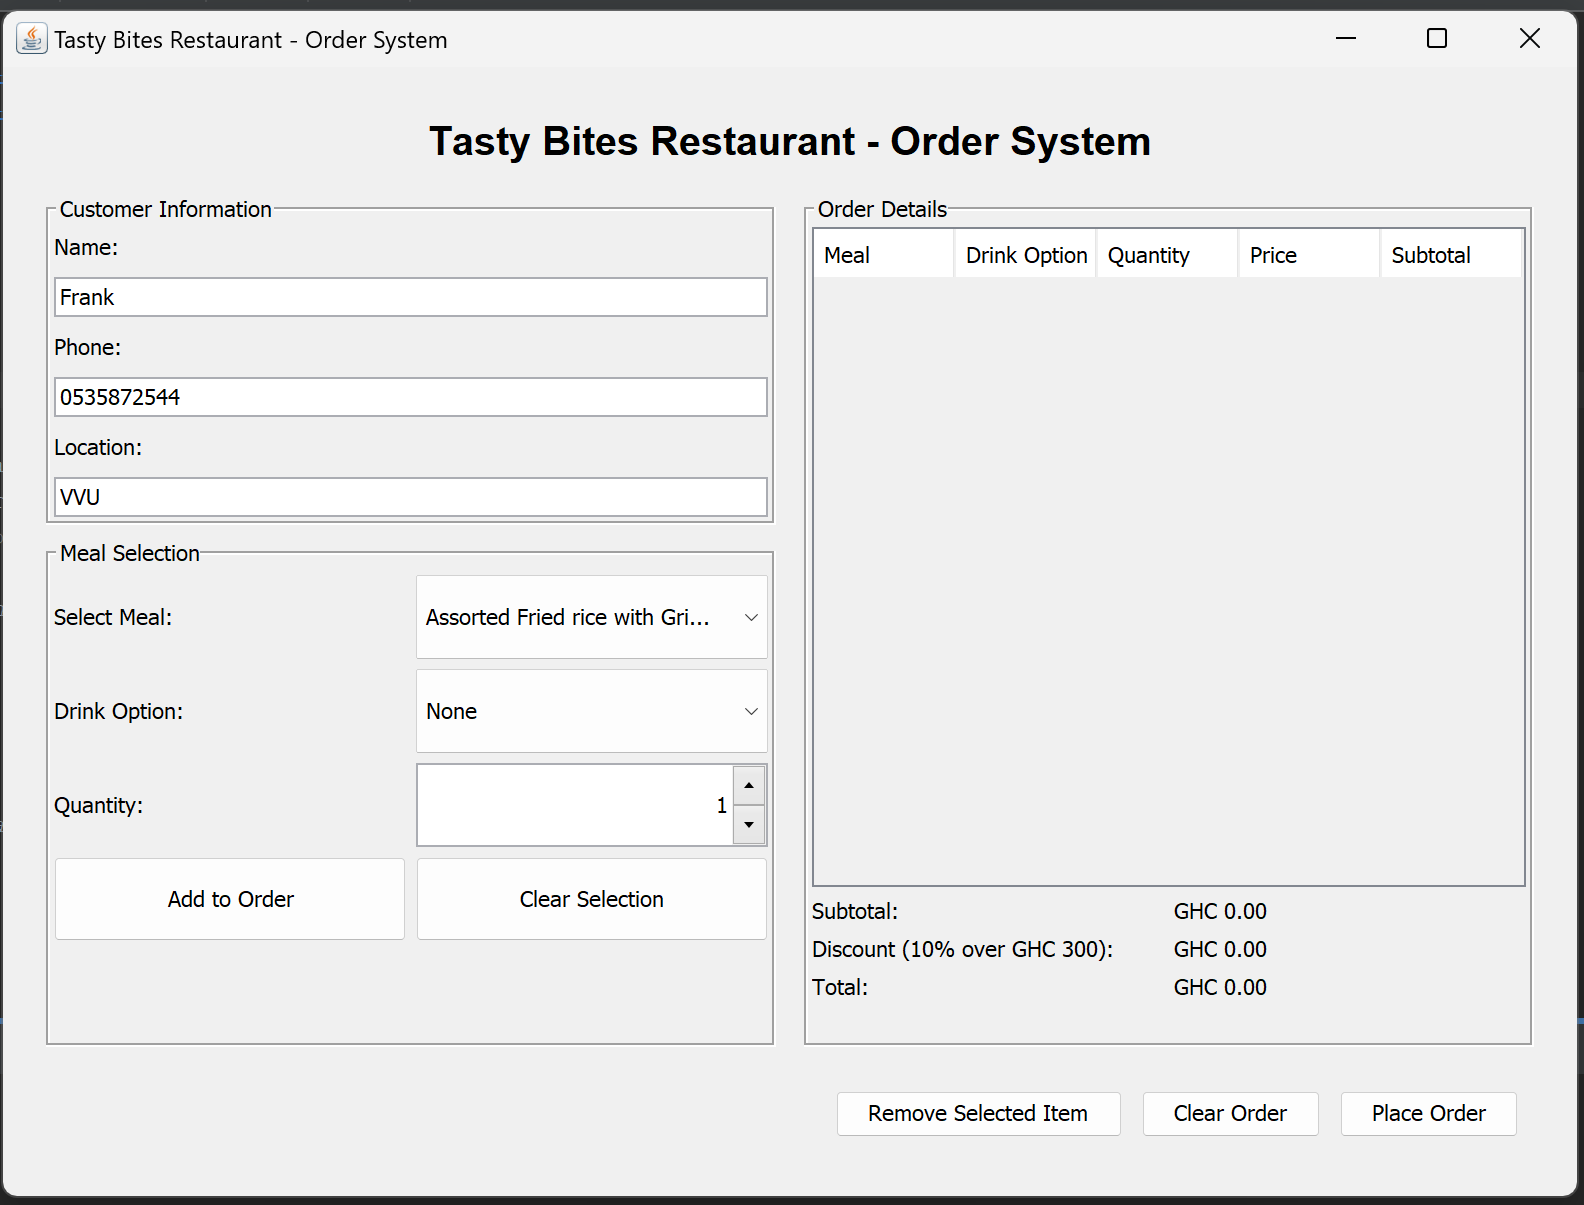 Tasty Bites Restaurant - Order System
Tasty Bites Restaurant - Order System
Customer Information
Name:
Frank
Phone:
0535872544
Location:
VVU
Meal Selection
Select Meal:
Assorted Fried rice with Gri...
Drink Option:
None
Quantity:
1
Add to Order
Clear Selection
Order Details
Meal
Drink Option
Quantity
Price
Subtotal
Subtotal:
GHC 0.00
Discount (10% over GHC 300):
GHC 0.00
Total:
GHC 0.00
Remove Selected Item
Clear Order
Place Order